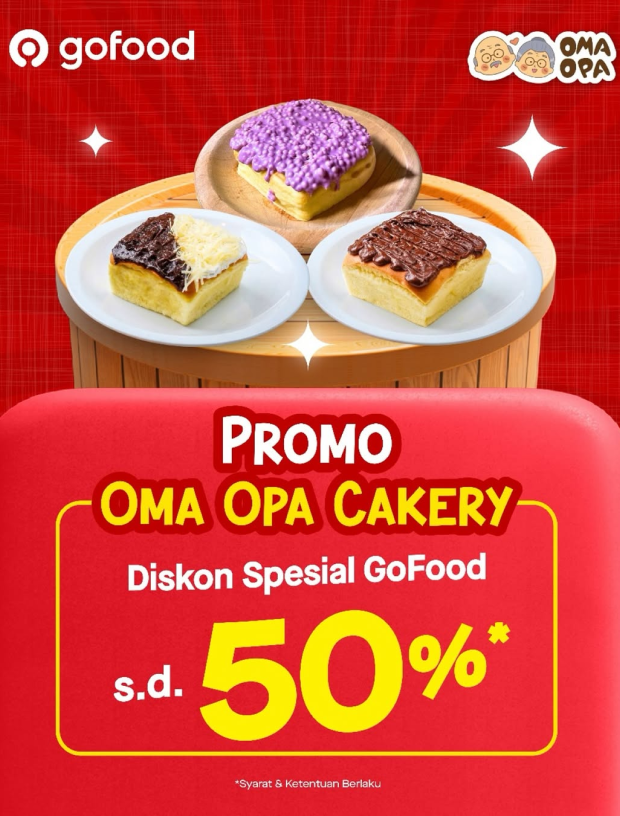 gofood
OMA
OPA
PROMO
OMA OPA CAKERY
Diskon Spesial GoFood
s.d. 50%*
*Syarat & Ketentuan Berlaku